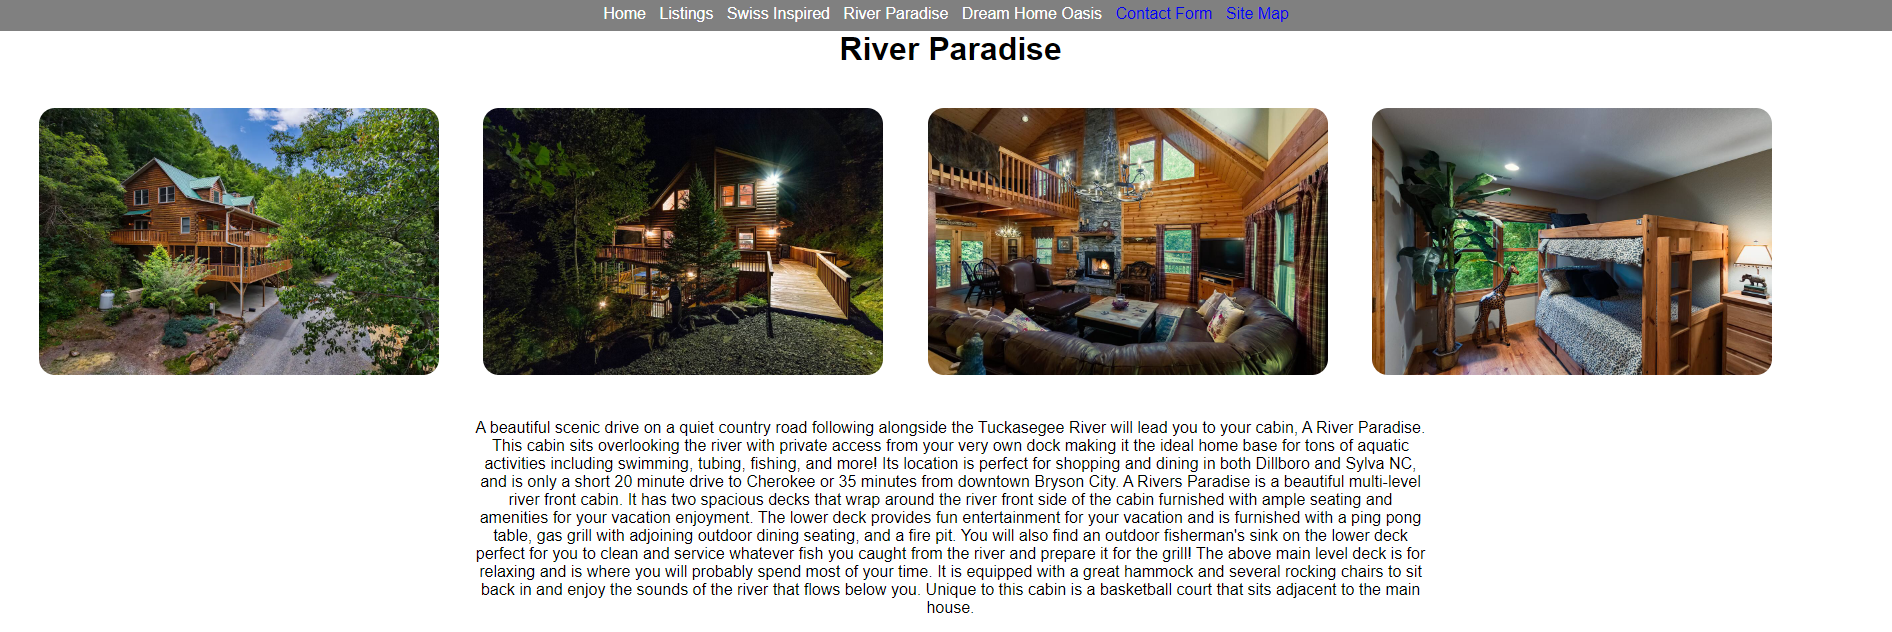 Home Listings Swiss Inspired River Paradise Dream Home Oasis Contact Form Site Map
River Paradise
A beautiful scenic drive on a quiet country road following alongside the Tuckasegee River will lead you to your cabin, A River Paradise.
This cabin sits overlooking the river with private access from your very own dock making it the ideal home base for tons of aquatic
activities including swimming, tubing, fishing, and more! Its location is perfect for shopping and dining in both Dillboro and Sylva NC,
and is only a short 20 minute drive to Cherokee or 35 minutes from downtown Bryson City. A Rivers Paradise is a beautiful multi-level
river front cabin. It has two spacious decks that wrap around the river front side of the cabin furnished with ample seating and
amenities for your vacation enjoyment. The lower deck provides fun entertainment for your vacation and is furnished with a ping pong
table, gas grill with adjoining outdoor dining seating, and a fire pit. You will also find an outdoor fisherman's sink on the lower deck
perfect for you to clean and service whatever fish you caught from the river and prepare it for the grill! The above main level deck is for
relaxing and is where you will probably spend most of your time. It is equipped with a great hammock and several rocking chairs to sit
back in and enjoy the sounds of the river that flows below you. Unique to this cabin is a basketball court that sits adjacent to the main
house.